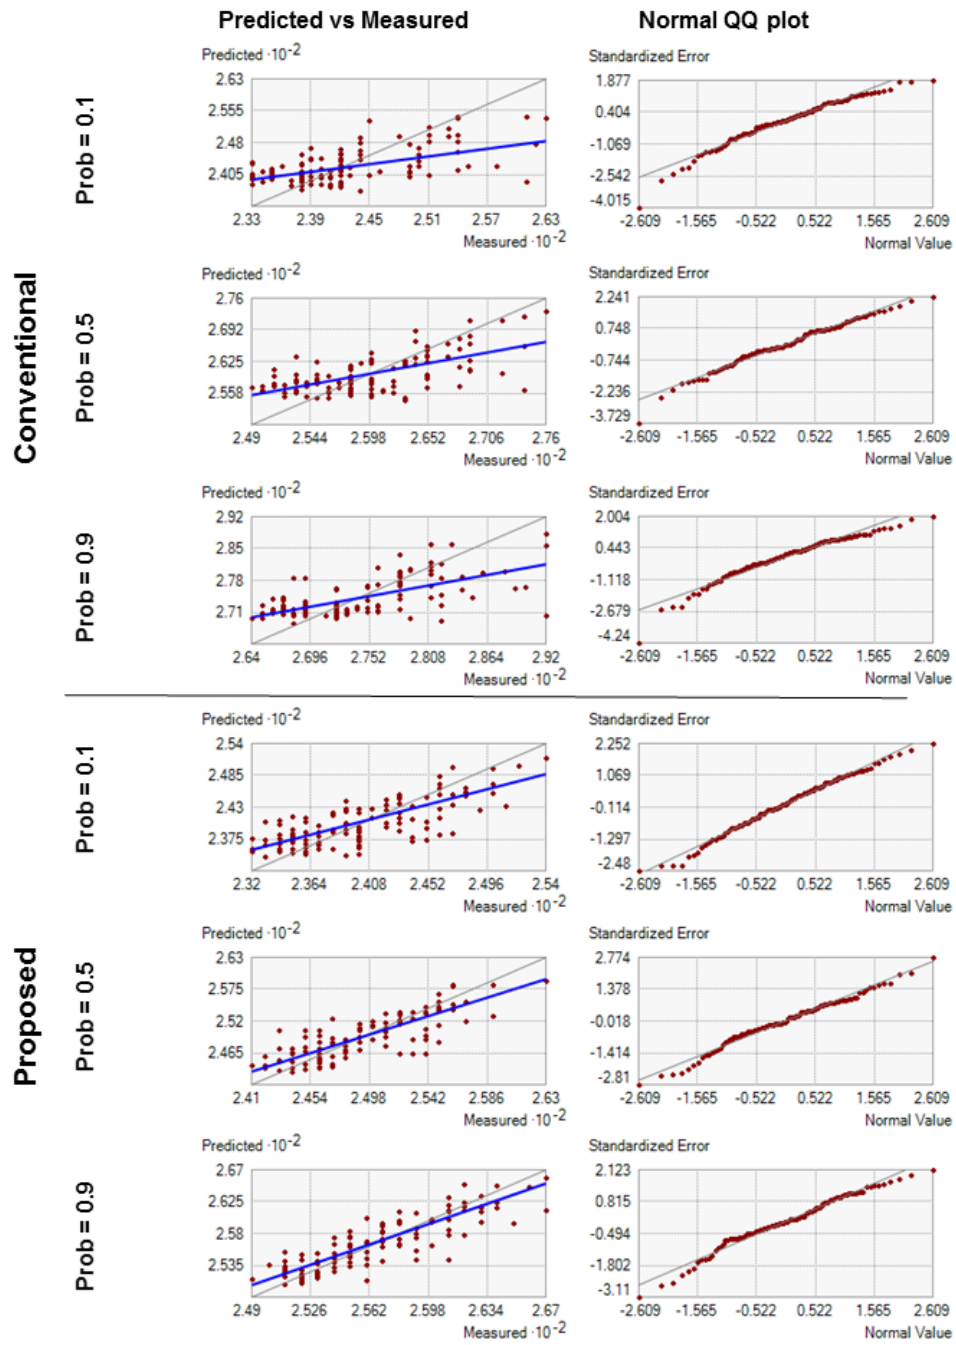 Predicted vs Measured
Normal QQ plot
Conventional
Prob = 0.1
Predicted ·10-2
2.63
2.555
2.48
2.405
2.33 2.39 2.45 2.51 2.57 2.63
Measured ·10-2
Standardized Error
1.877
0.404
-1.069
-2.542
-4.015
-2.609 -1.565 -0.522 0.522 1.565 2.609
Normal Value
Prob = 0.5
Predicted ·10-2
2.76
2.692
2.625
2.558
2.49 2.544 2.598 2.652 2.706 2.76
Measured ·10-2
Standardized Error
2.241
0.748
-0.744
-2.236
-3.729
-2.609 -1.565 -0.522 0.522 1.565 2.609
Normal Value
Prob = 0.9
Predicted ·10-2
2.92
2.85
2.78
2.71
2.64 2.696 2.752 2.808 2.864 2.92
Measured ·10-2
Standardized Error
2.004
0.443
-1.118
-2.679
-4.24
-2.609 -1.565 -0.522 0.522 1.565 2.609
Normal Value
Proposed
Prob = 0.1
Predicted ·10-2
2.54
2.485
2.43
2.375
2.32 2.364 2.408 2.452 2.496 2.54
Measured ·10-2
Standardized Error
2.252
1.069
-0.114
-1.297
-2.48
-2.609 -1.565 -0.522 0.522 1.565 2.609
Normal Value
Prob = 0.5
Predicted ·10-2
2.63
2.575
2.52
2.465
2.41 2.454 2.498 2.542 2.586 2.63
Measured ·10-2
Standardized Error
2.774
1.378
-0.018
-1.414
-2.81
-2.609 -1.565 -0.522 0.522 1.565 2.609
Normal Value
Prob = 0.9
Predicted ·10-2
2.67
2.625
2.58
2.535
2.49 2.526 2.562 2.598 2.634 2.67
Measured ·10-2
Standardized Error
2.123
0.815
-0.494
-1.802
-3.11
-2.609 -1.565 -0.522 0.522 1.565 2.609
Normal Value